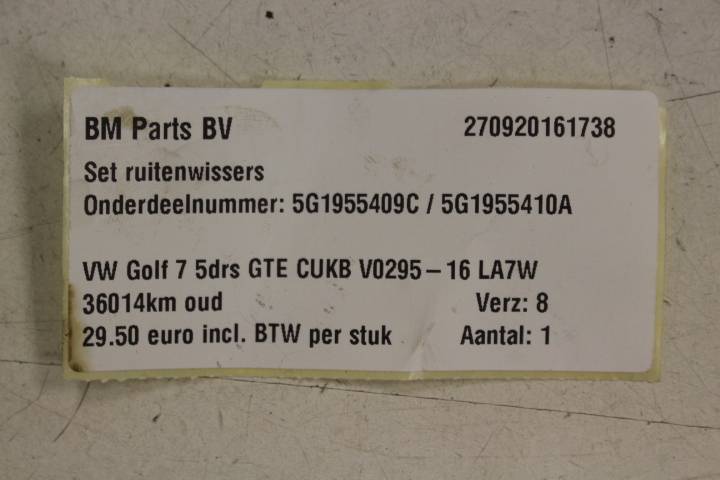 BM Parts BV 270920161738
Set ruitenwissers
Onderdeelnummer: 5G1955409C / 5G1955410A
VW Golf 7 5drs GTE CUKB V0295 – 16 LA7W
36014km oud Verz: 8
29.50 euro incl. BTW per stuk Aantal: 1